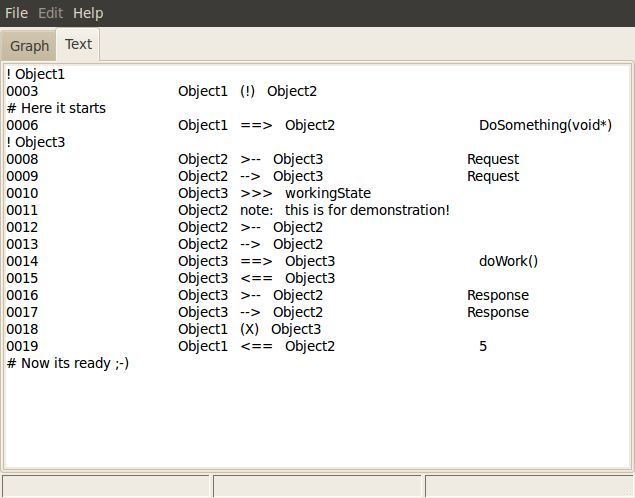 File Edit Help
Graph Text
! Object1
0003 Object1 (!) Object2
# Here it starts
0006 Object1 ==> Object2 DoSomething(void*)
! Object3
0008 Object2 >-- Object3 Request
0009 Object2 --> Object3 Request
0010 Object3 >>> workingState
0011 Object2 note: this is for demonstration!
0012 Object2 >-- Object2
0013 Object2 --> Object2
0014 Object3 ==> Object3 doWork()
0015 Object3 <== Object3
0016 Object3 >-- Object2 Response
0017 Object3 --> Object2 Response
0018 Object1 (X) Object3
0019 Object1 <== Object2 5
# Now its ready ;-)